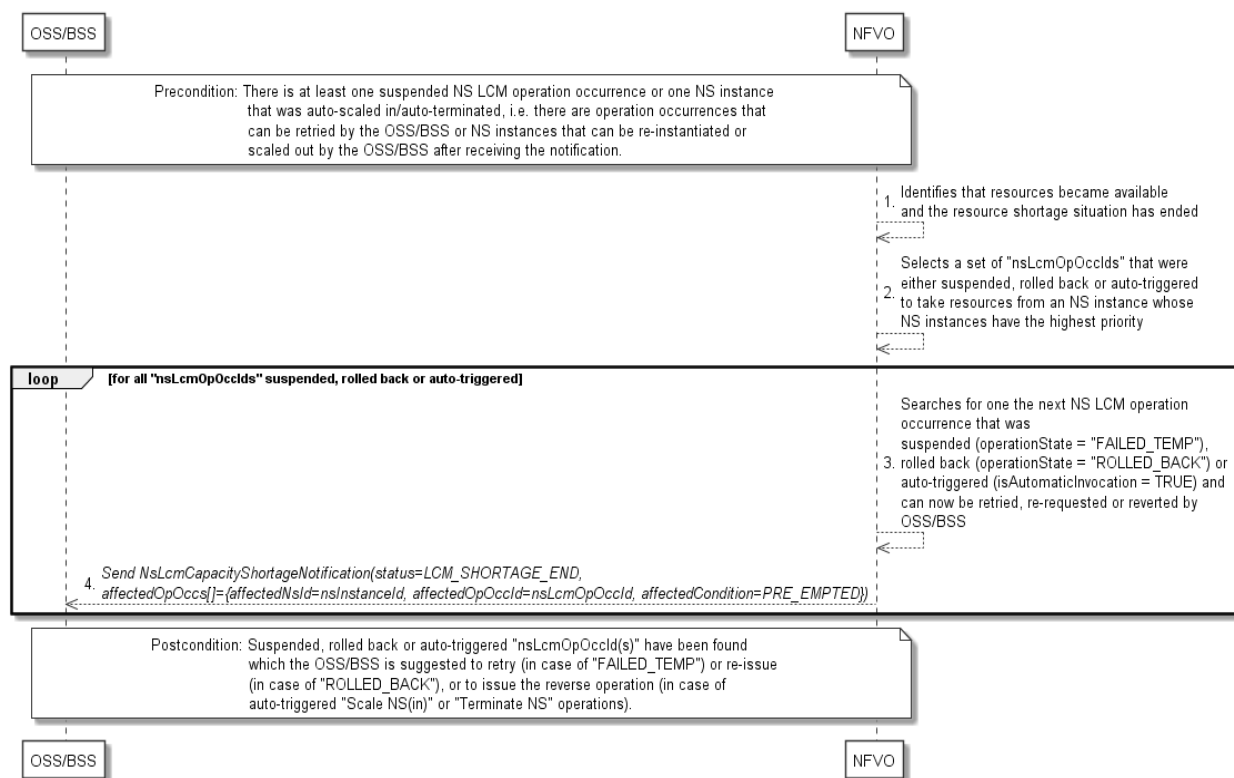 OSS/BSS
NFVO
Precondition: There is at least one suspended NS LCM operation occurrence or one NS instance
that was auto-scaled in/auto-terminated, i.e. there are operation occurrences that
can be retried by the OSS/BSS or NS instances that can be re-instantiated or
scaled out by the OSS/BSS after receiving the notification.
1. Identifies that resources became available
and the resource shortage situation has ended
Selects a set of "nsLcmOpOccIds" that were
either suspended, rolled back or auto-triggered
2. to take resources from an NS instance whose
NS instances have the highest priority
loop [for all "nsLcmOpOccIds" suspended, rolled back or auto-triggered]
Searches for one the next NS LCM operation
occurrence that was
suspended (operationState = "FAILED_TEMP"),
3. rolled back (operationState = "ROLLED_BACK") or
auto-triggered (isAutomaticInvocation = TRUE) and
can now be retried, re-requested or reverted by
OSS/BSS
4. Send NsLcmCapacityShortageNotification(status=LCM_SHORTAGE_END,
affectedOpOccs[]={affectedNsId=nsInstanceId, affectedOpOccId=nsLcmOpOccId, affectedCondition=PRE_EMPTED})
Postcondition: Suspended, rolled back or auto-triggered "nsLcmOpOccId(s)" have been found
which the OSS/BSS is suggested to retry (in case of "FAILED_TEMP") or re-issue
(in case of "ROLLED_BACK"), or to issue the reverse operation (in case of
auto-triggered "Scale NS(in)" or "Terminate NS" operations).
OSS/BSS
NFVO